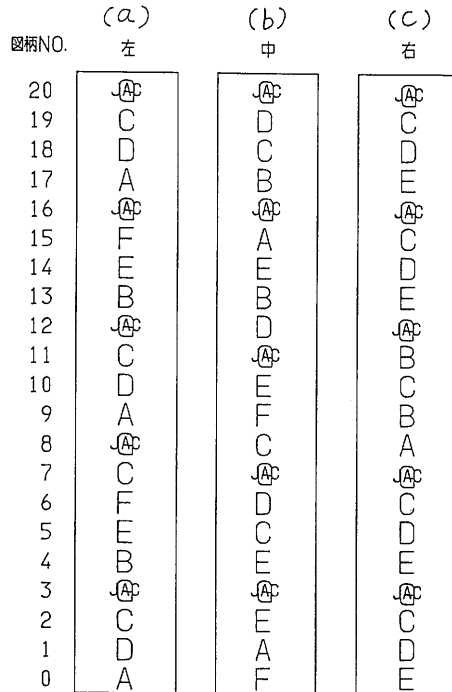 (a) (b) (c)
図柄NO. 左 中 右
20 JAC JAC JAC
19 C D C
18 D C D
17 A B E
16 JAC JAC JAC
15 F A C
14 E E D
13 B B E
12 JAC D JAC
11 C JAC B
10 D E C
9 A F B
8 JAC C A
7 C JAC JAC
6 F D C
5 E C D
4 B E E
3 JAC JAC JAC
2 C E C
1 D A D
0 A F E